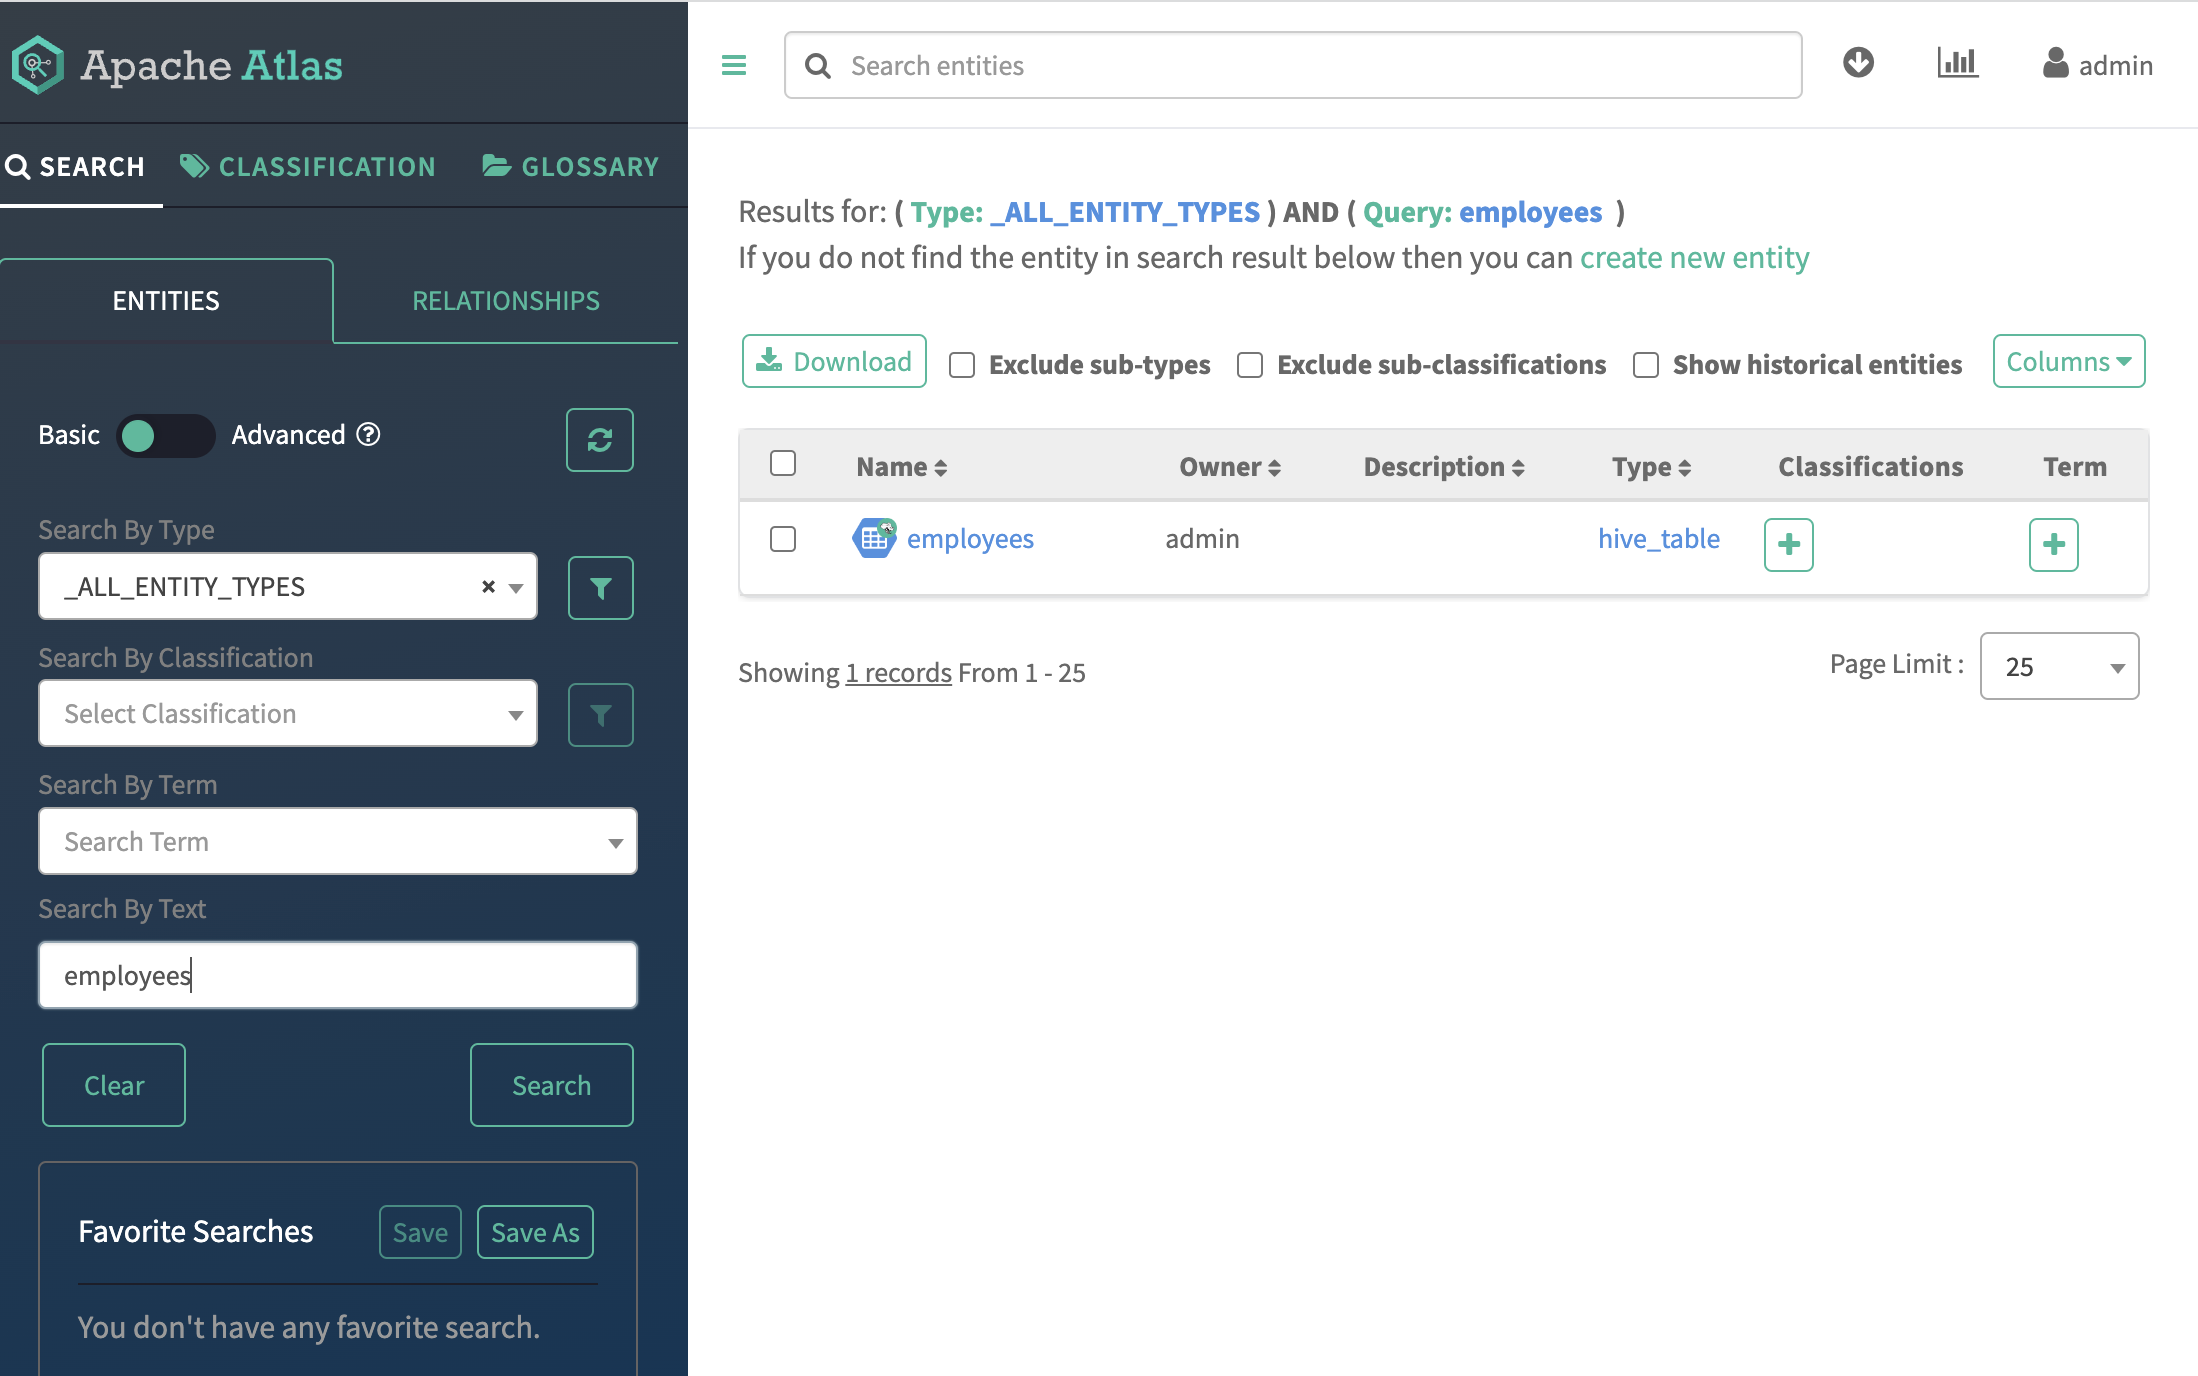 Apache Atlas
SEARCH
CLASSIFICATION
GLOSSARY
ENTITIES
RELATIONSHIPS
Basic
Advanced
Search By Type
_ALL_ENTITY_TYPES
Search By Classification
Select Classification
Search By Term
Search Term
Search By Text
employees
Clear
Search
Favorite Searches
Save
Save As
You don't have any favorite search.
Search entities
admin
Results for: ( Type: _ALL_ENTITY_TYPES ) AND ( Query: employees )
If you do not find the entity in search result below then you can create new entity
Download
Exclude sub-types
Exclude sub-classifications
Show historical entities
Columns
Name Owner Description Type Classifications Term
employees admin hive_table
Showing 1 records From 1 - 25
Page Limit :
25